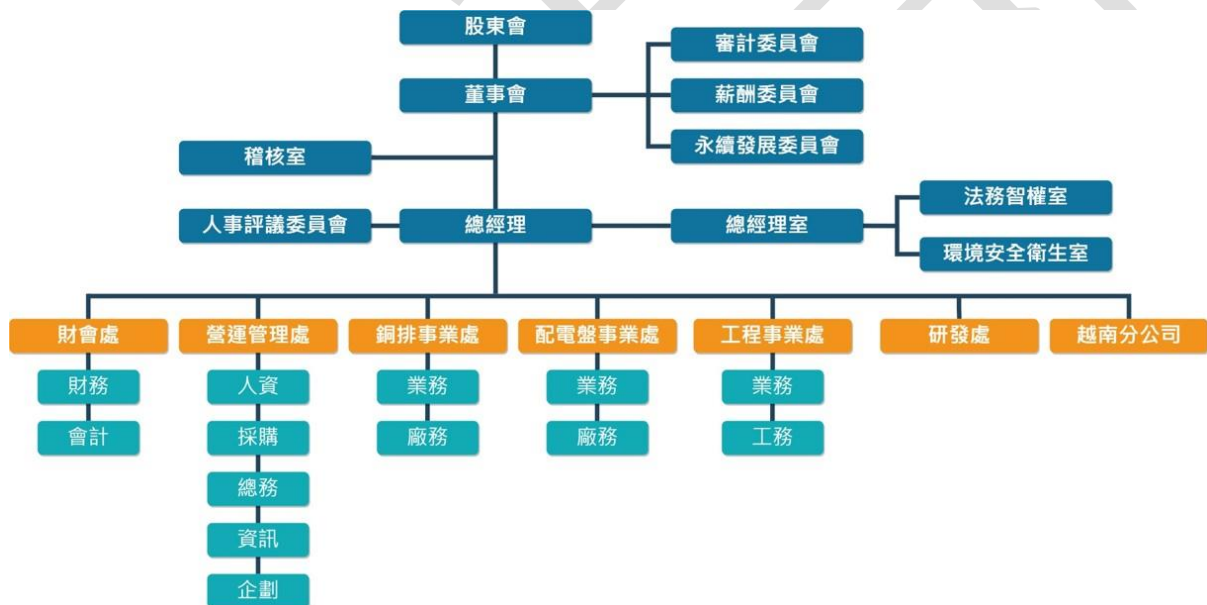 股東會
審計委員會
董事會
薪酬委員會
永續發展委員會
稽核室
法務智權室
人事評議委員會
總經理
總經理室
環境安全衛生室
財會處
營運管理處
銅排事業處
配電盤事業處
工程事業處
研發處
越南分公司
財務
人資
業務
業務
業務
會計
採購
廠務
廠務
工務
總務
資訊
企劃